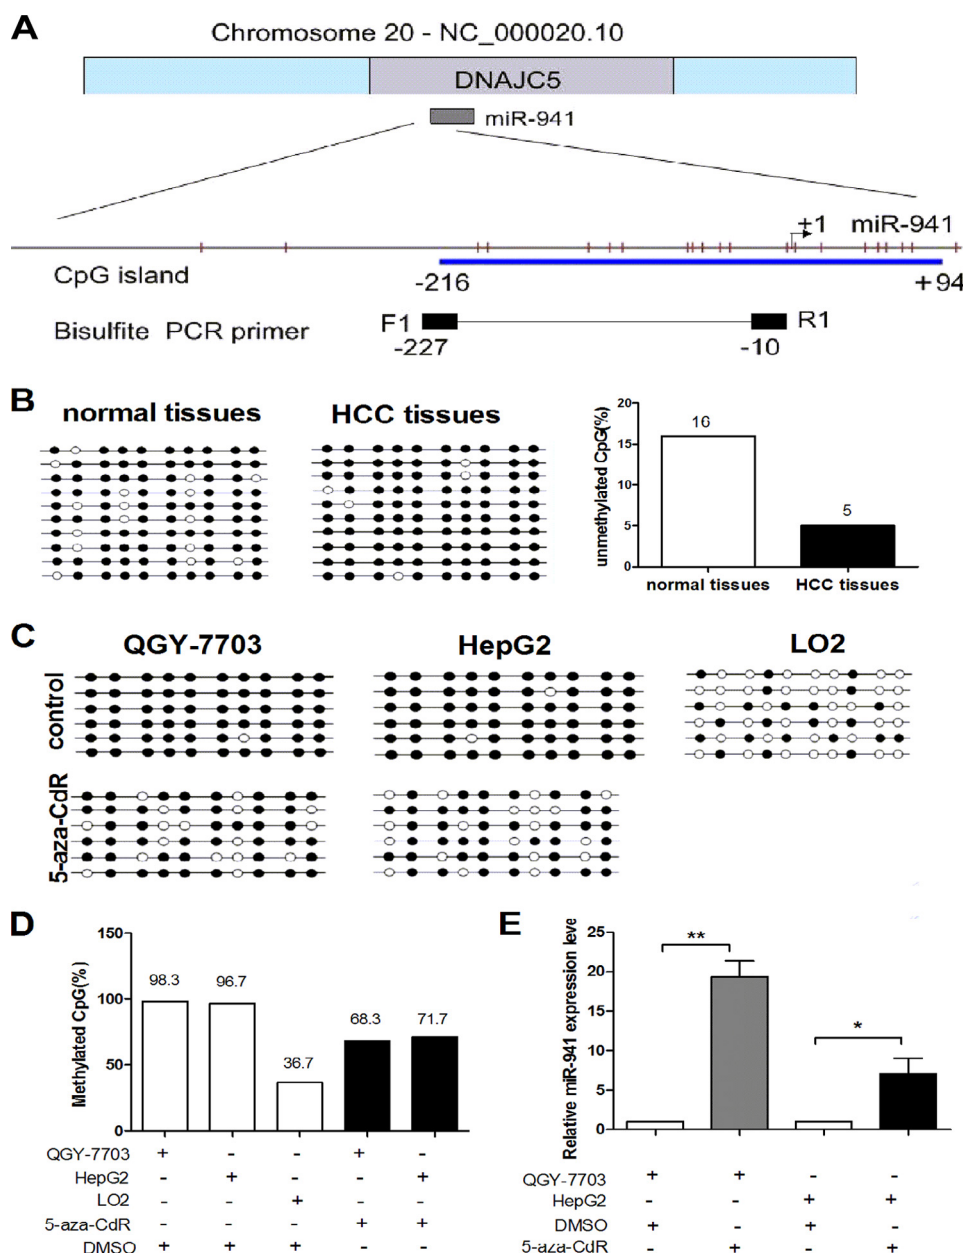 A
Chromosome 20 - NC_000020.10
DNAJC5
miR-941
+1 miR-941
CpG island
-216 +94
Bisulfite PCR primer
F1 R1
-227 -10
B
normal tissues HCC tissues
unmethylated CpG(%)
20
15
10
5
0
16
5
normal tissues HCC tissues
C
QGY-7703 HepG2 LO2
control
5-aza-CdR
D
Methylated CpG(%)
150
100
50
0
98.3 96.7 36.7 68.3 71.7
QGY-7703 + - - + -
HepG2 - + - - +
LO2 - - + - -
5-aza-CdR - - - + +
DMSO + + + - -
E
Relative miR-941 expression leve
25
20
15
10
5
0
** *
QGY-7703 + + - -
HepG2 - - + +
DMSO + - + -
5-aza-CdR - + - +